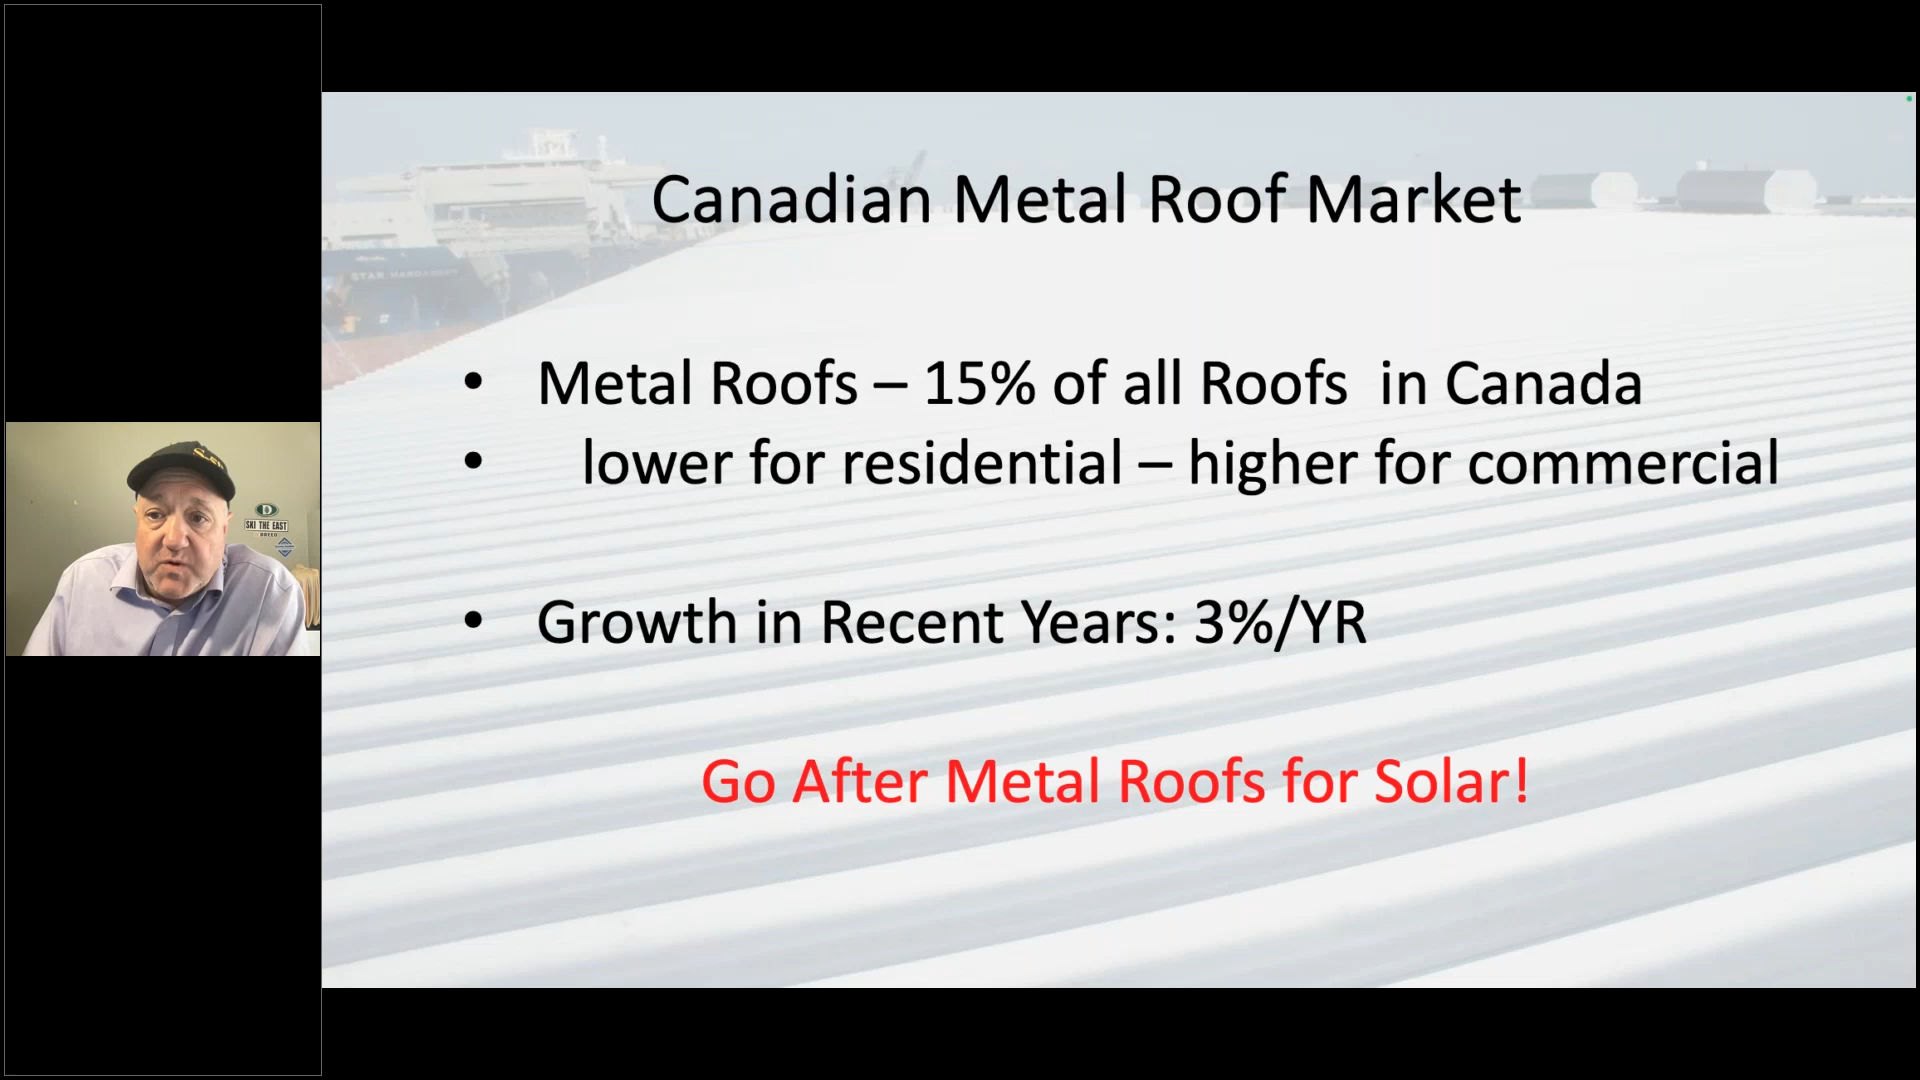 Canadian Metal Roof Market
• Metal Roofs – 15% of all Roofs in Canada
• lower for residential – higher for commercial
• Growth in Recent Years: 3%/YR
Go After Metal Roofs for Solar!
D
SKI THE EAST